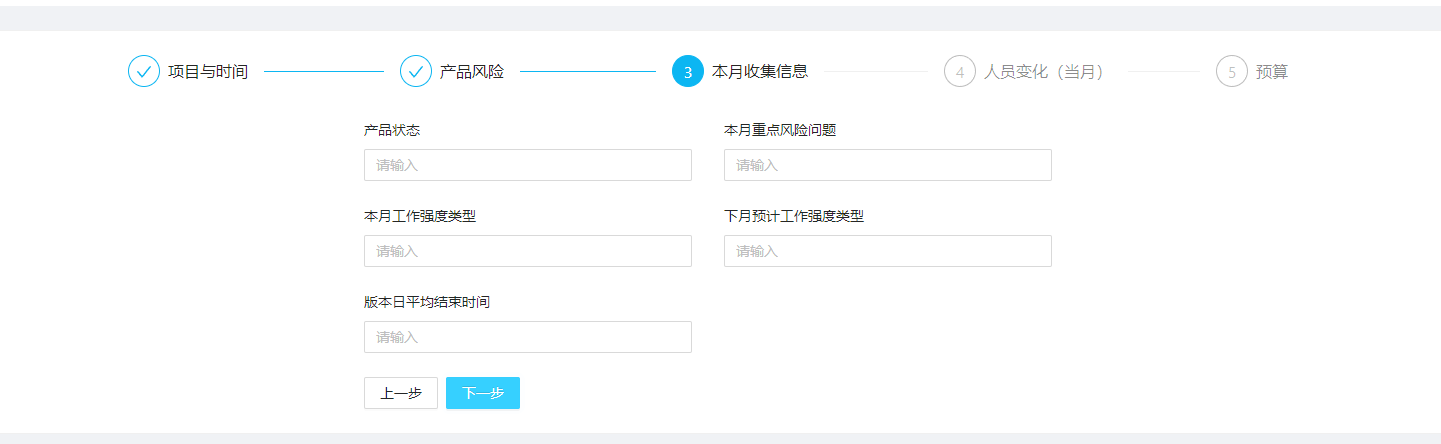 项目与时间 产品风险 3 本月收集信息 4 人员变化（当月） 5 预算
产品状态 本月重点风险问题
请输入 请输入
本月工作强度类型 下月预计工作强度类型
请输入 请输入
版本日平均结束时间
请输入
上一步 下一步